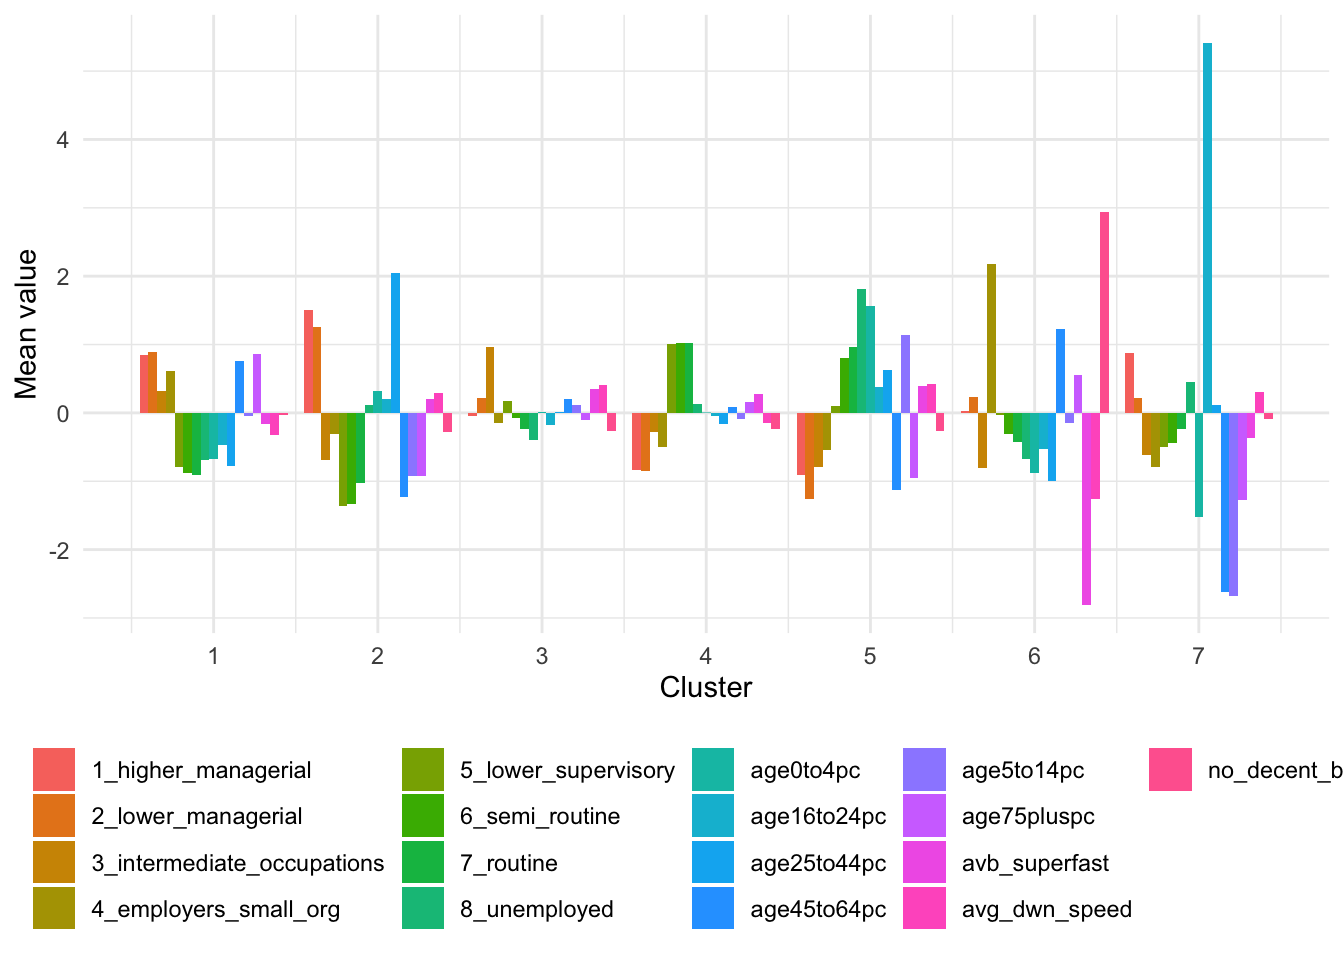 Mean value
4
2
0
-2
1 2 3 4 5 6 7
Cluster
1_higher_managerial 5_lower_supervisory age0to4pc age5to14pc no_decent_b
2_lower_managerial 6_semi_routine age16to24pc age75pluspc
3_intermediate_occupations 7_routine age25to44pc avb_superfast
4_employers_small_org 8_unemployed age45to64pc avg_dwn_speed